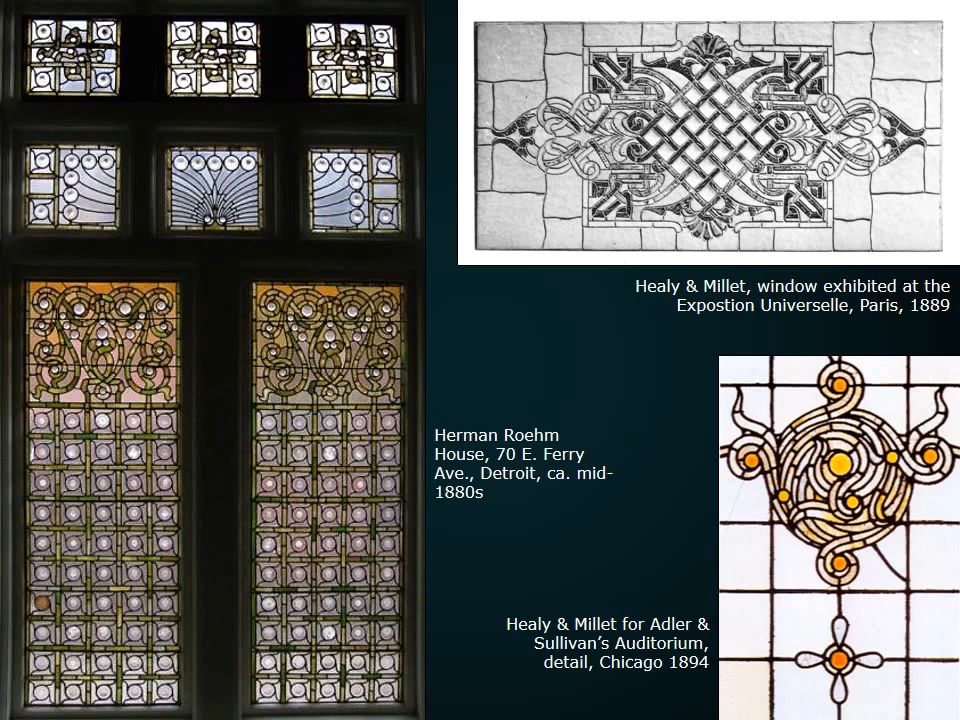 Healy & Millet, window exhibited at the
Expostion Universelle, Paris, 1889
Herman Roehm
House, 70 E. Ferry
Ave., Detroit, ca. mid-
1880s
Healy & Millet for Adler &
Sullivan’s Auditorium,
detail, Chicago 1894